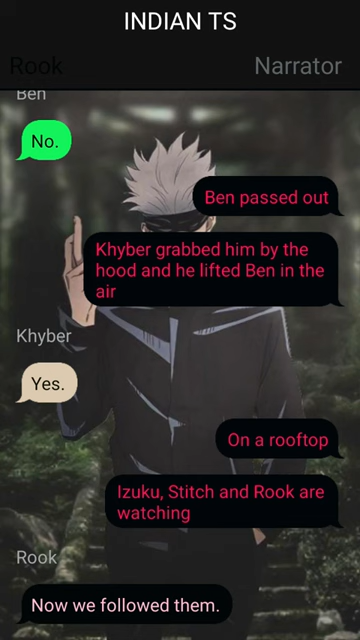 INDIAN TS
Rook
Narrator
Ben
No.
Ben passed out
Khyber grabbed him by the
hood and he lifted Ben in the
air
Khyber
Yes.
On a rooftop
Izuku, Stitch and Rook are
watching
Rook
Now we followed them.